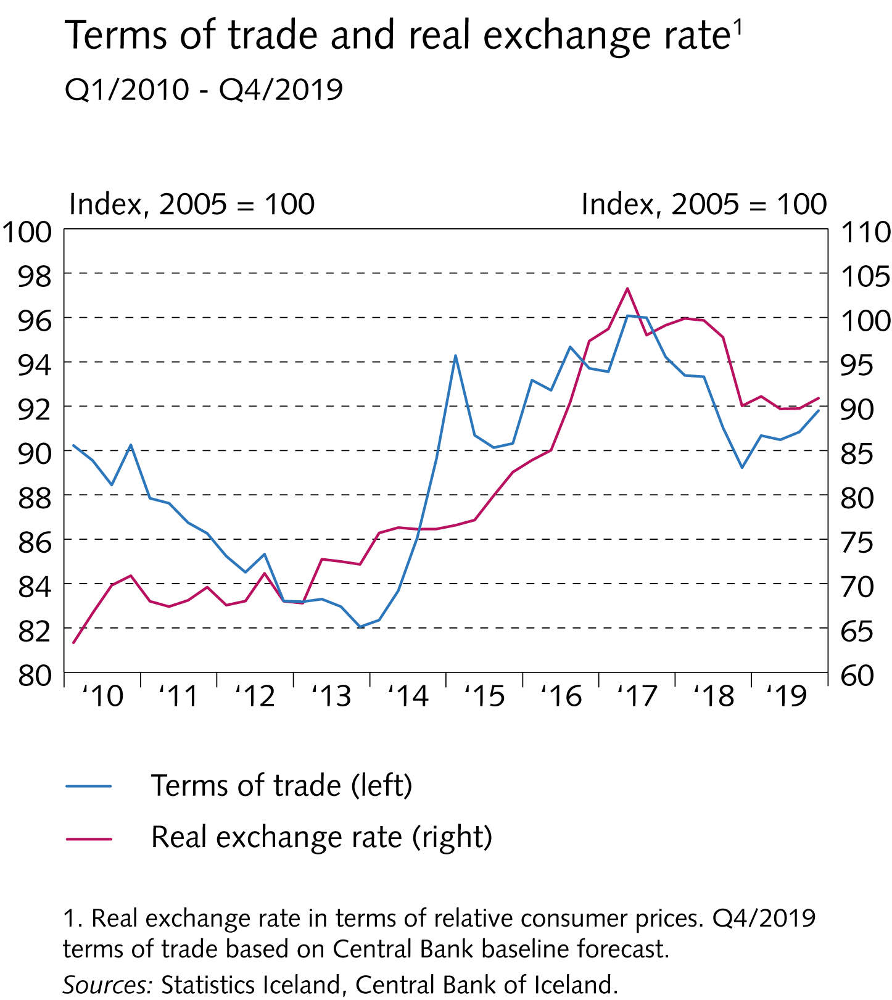 Terms of trade and real exchange rate¹
Q1/2010 - Q4/2019
Index, 2005 = 100
Index, 2005 = 100
100
98
96
94
92
90
88
86
84
82
80
110
105
100
95
90
85
80
75
70
65
60
‘10 ‘11 ‘12 ‘13 ‘14 ‘15 ‘16 ‘17 ‘18 ‘19
Terms of trade (left)
Real exchange rate (right)
1. Real exchange rate in terms of relative consumer prices. Q4/2019
terms of trade based on Central Bank baseline forecast.
Sources: Statistics Iceland, Central Bank of Iceland.